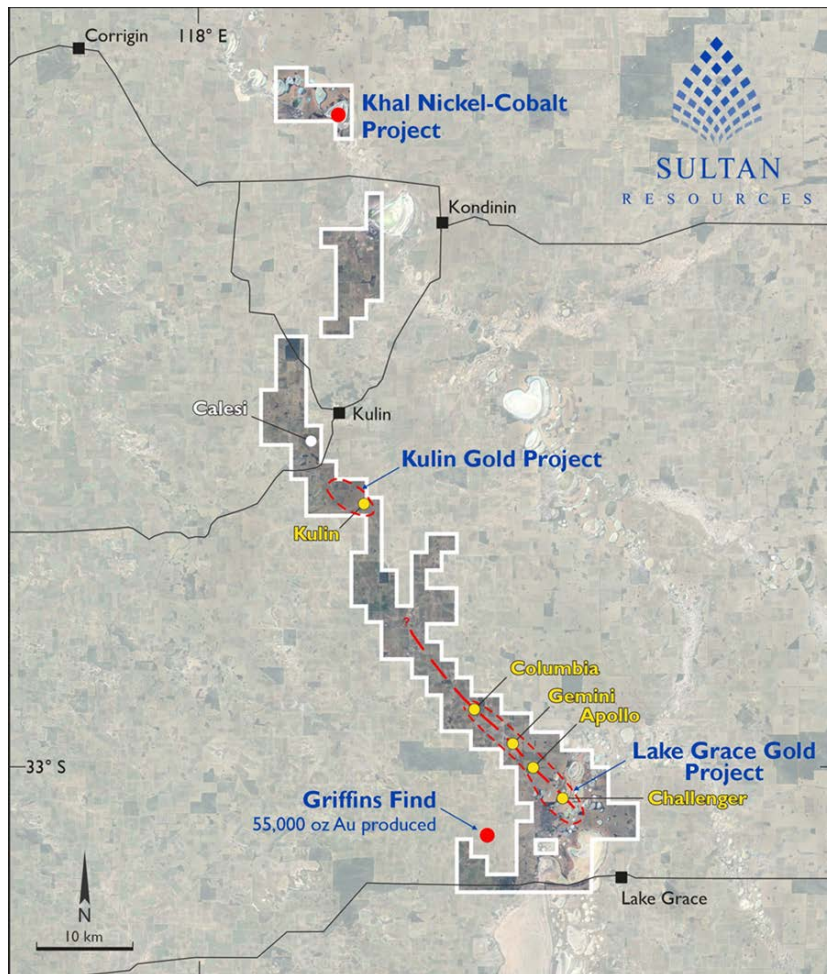 Corrigin
118° E
Khal Nickel-Cobalt
Project
SULTAN
RESOURCES
Kondinin
Calesi
Kulin
Kulin Gold Project
Kulin
?
Columbia
Gemini
Apollo
33° S
Lake Grace Gold
Project
Griffins Find
55,000 oz Au produced
Challenger
Lake Grace
N
10 km